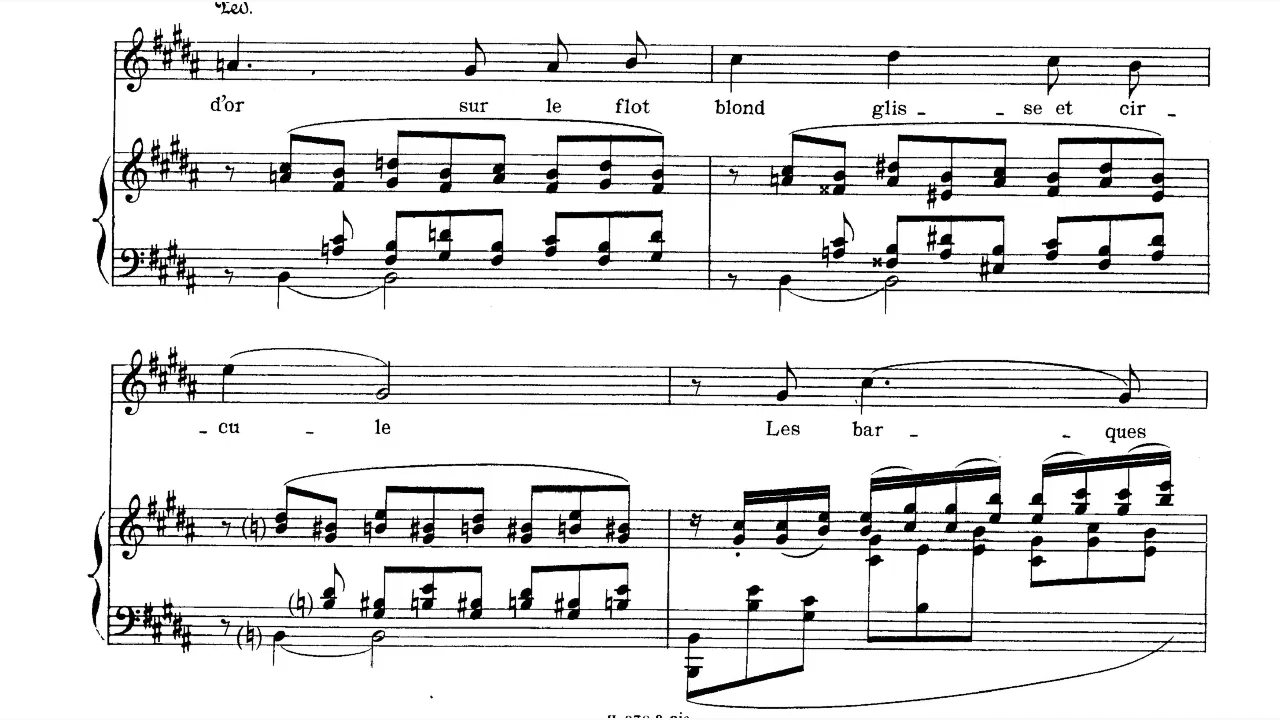 d'or sur le flot blond glis - - se et cir -
- cu - le Les bar - - ques